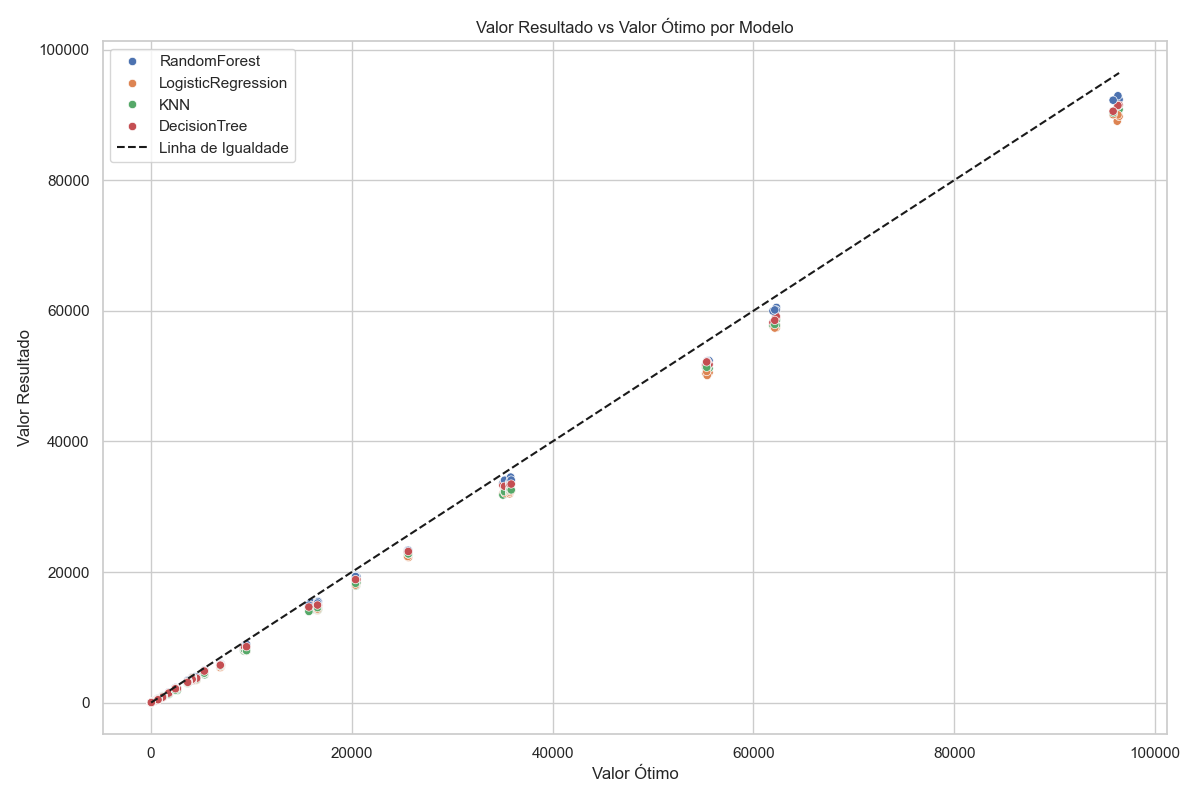 Valor Resultado vs Valor Ótimo por Modelo
RandomForest
LogisticRegression
KNN
DecisionTree
Linha de Igualdade
Valor Resultado
100000
80000
60000
40000
20000
0
0 20000 40000 60000 80000 100000
Valor Ótimo